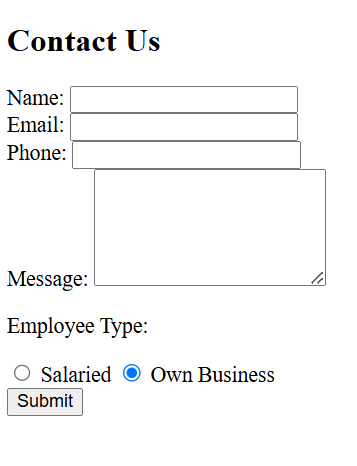 Contact Us
Name:
Email:
Phone:
Message:
Employee Type:
Salaried Own Business
Submit